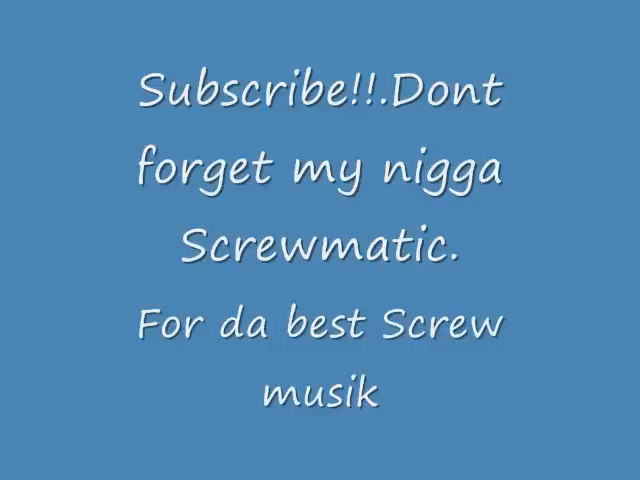 Subscribe!!.Dont
forget my nigga
Screwmatic.
For da best Screw
musik